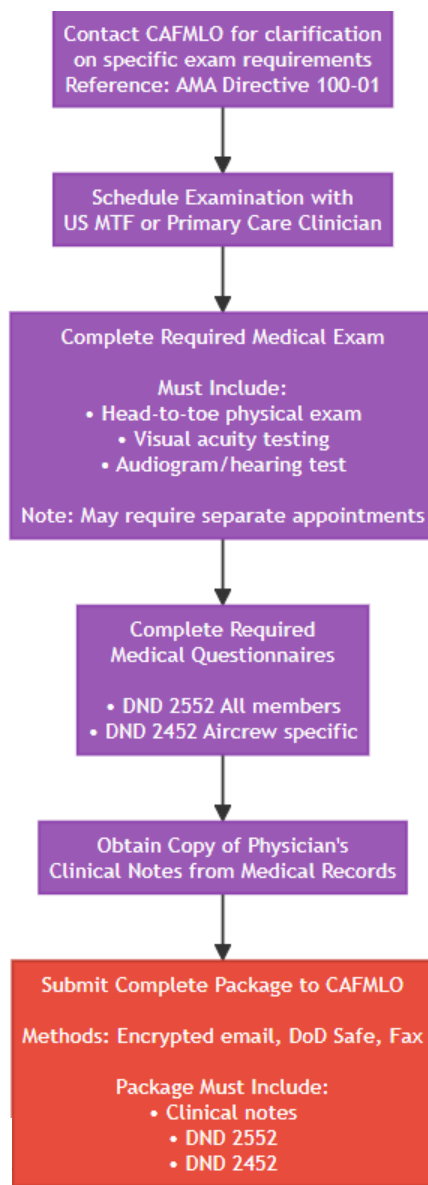 Contact CAFMLO for clarification
on specific exam requirements
Reference: AMA Directive 100-01
Schedule Examination with
US MTF or Primary Care Clinician
Complete Required Medical Exam
Must Include:
• Head-to-toe physical exam
• Visual acuity testing
• Audiogram/hearing test
Note: May require separate appointments
Complete Required
Medical Questionnaires
• DND 2552 All members
• DND 2452 Aircrew specific
Obtain Copy of Physician's
Clinical Notes from Medical Records
Submit Complete Package to CAFMLO
Methods: Encrypted email, DoD Safe, Fax
Package Must Include:
• Clinical notes
• DND 2552
• DND 2452